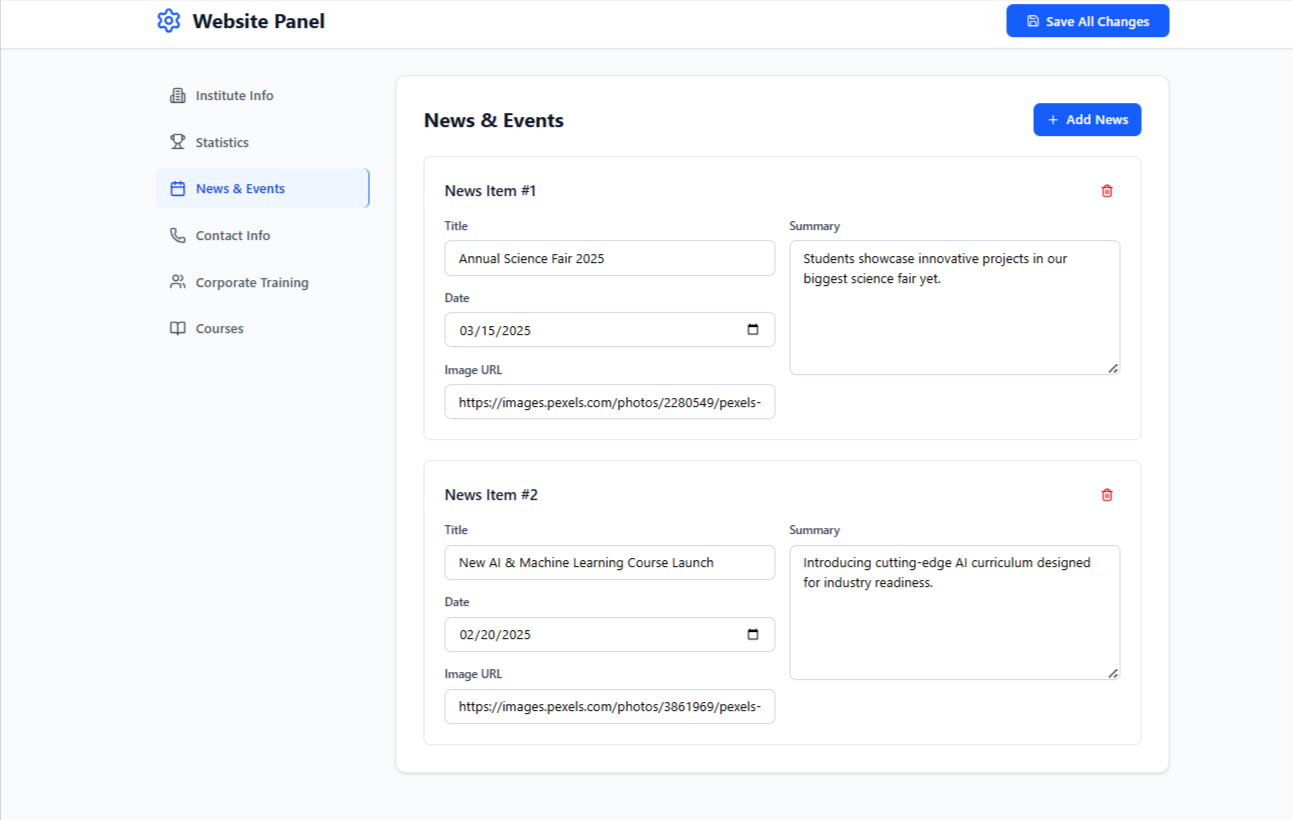 Website Panel
Save All Changes
Institute Info
Statistics
News & Events
Contact Info
Corporate Training
Courses
News & Events
+ Add News
News Item #1
Title
Annual Science Fair 2025
Date
03/15/2025
Image URL
https://images.pexels.com/photos/2280549/pexels-
Summary
Students showcase innovative projects in our
biggest science fair yet.
News Item #2
Title
New AI & Machine Learning Course Launch
Date
02/20/2025
Image URL
https://images.pexels.com/photos/3861969/pexels-
Summary
Introducing cutting-edge AI curriculum designed
for industry readiness.